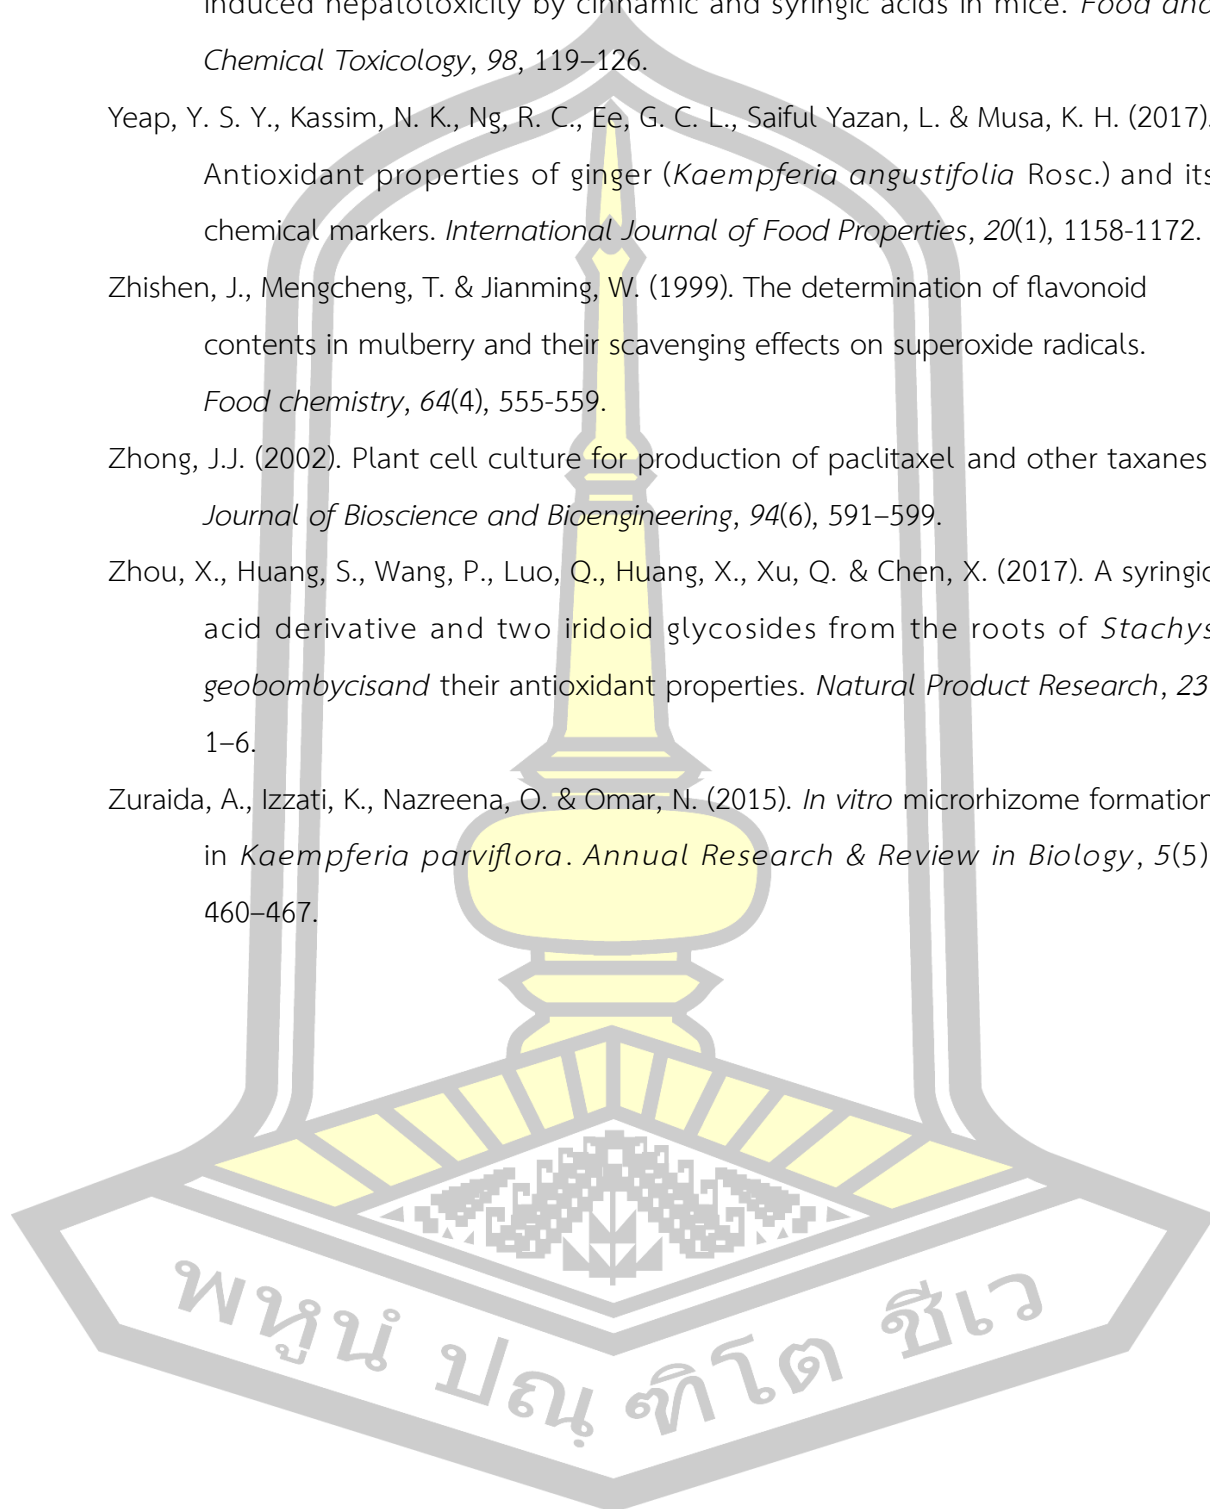 induced hepatotoxicity by cinnamic and syringic acids in mice. Food and
Chemical Toxicology, 98, 119–126.
Yeap, Y. S. Y., Kassim, N. K., Ng, R. C., Ee, G. C. L., Saiful Yazan, L. & Musa, K. H. (2017).
Antioxidant properties of ginger (Kaempferia angustifolia Rosc.) and its
chemical markers. International Journal of Food Properties, 20(1), 1158-1172.
Zhishen, J., Mengcheng, T. & Jianming, W. (1999). The determination of flavonoid
contents in mulberry and their scavenging effects on superoxide radicals.
Food chemistry, 64(4), 555-559.
Zhong, J.J. (2002). Plant cell culture for production of paclitaxel and other taxanes
Journal of Bioscience and Bioengineering, 94(6), 591–599.
Zhou, X., Huang, S., Wang, P., Luo, Q., Huang, X., Xu, Q. & Chen, X. (2017). A syringic
acid derivative and two iridoid glycosides from the roots of Stachys
geobombycisand their antioxidant properties. Natural Product Research, 23
1–6.
Zuraida, A., Izzati, K., Nazreena, O. & Omar, N. (2015). In vitro microrhizome formation
in Kaempferia parviflora. Annual Research & Review in Biology, 5(5)
460–467.
พหูนํ ปณฺ ฑิโต ชีเว